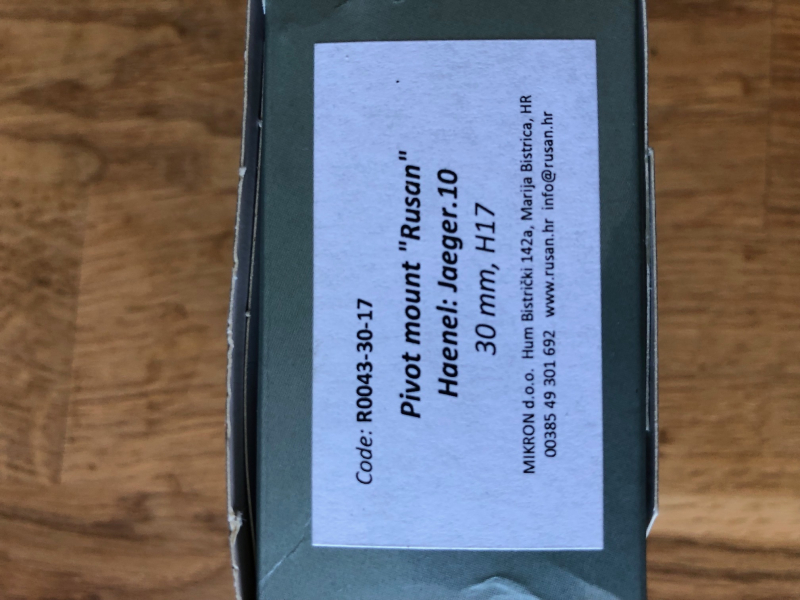 Code: R0043-30-17
Pivot mount "Rusan"
Haenel: Jaeger.10
30 mm, H17
MIKRON d.o.o. Hum Bistrički 142a, Marija Bistrica, HR
00385 49 301 692 www.rusan.hr info@rusan.hr